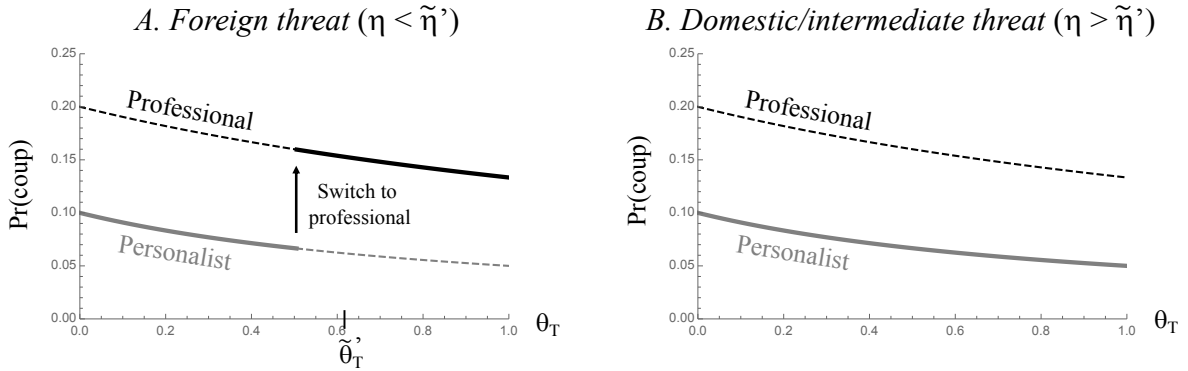 A. Foreign threat (η < η̃’)
0.25
0.20
0.15
0.10
0.05
0.00
Pr(coup)
Professional
Switch to
professional
Personalist
0.0 0.2 0.4 0.6 0.8 1.0
θ_T
θ̃_T’
B. Domestic/intermediate threat (η > η̃’)
0.25
0.20
0.15
0.10
0.05
0.00
Pr(coup)
Professional
Personalist
0.0 0.2 0.4 0.6 0.8 1.0
θ_T